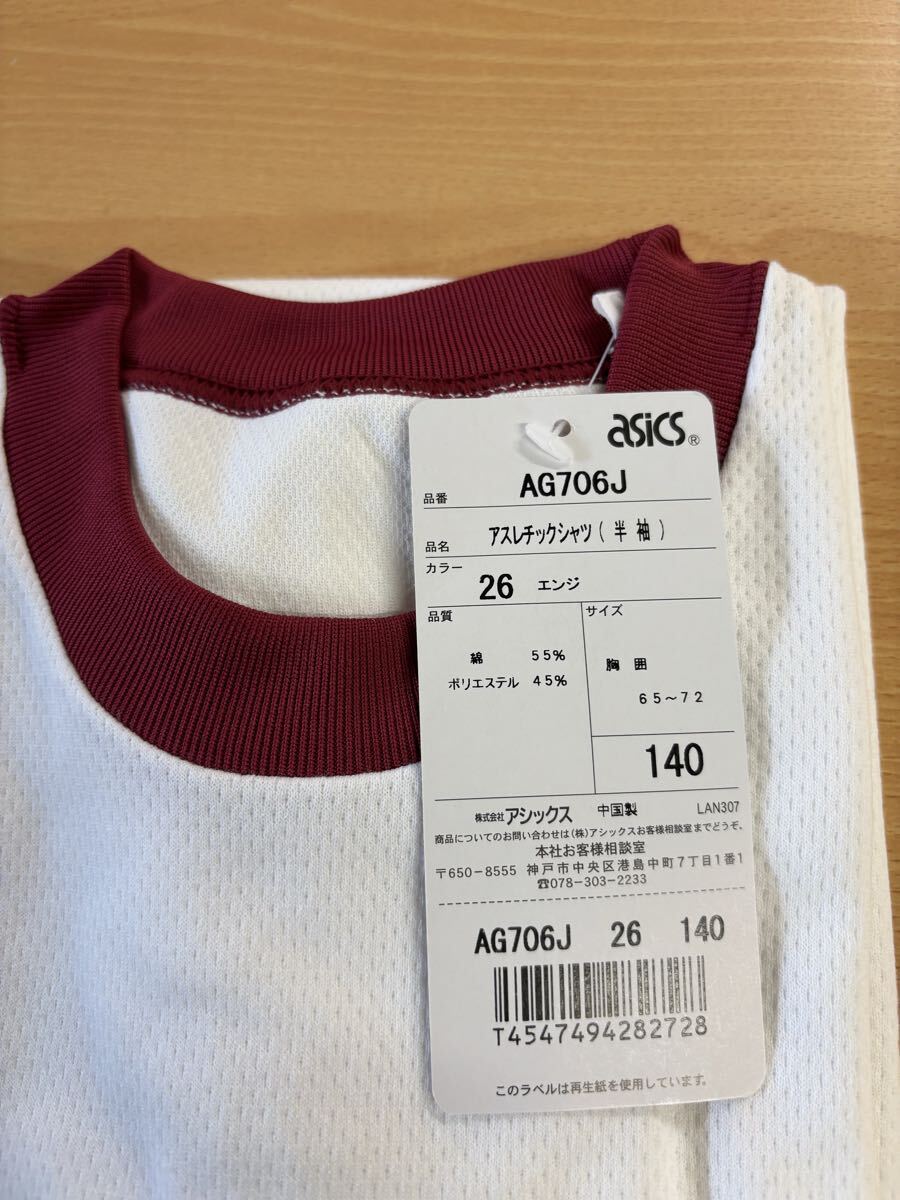 asics®
品番 AG706J
品名 アスレチックシャツ(半袖)
カラー
26 エンジ
品質
綿 55%
ポリエステル 45%
サイズ
胸囲
65～72
140
株式会社アシックス 中国製 LAN307
商品についてのお問い合わせは(株)アシックスお客様相談室までどうぞ、
本社お客様相談室
〒650-8555 神戸市中央区港島中町7丁目1番1
☎078-303-2233
AG706J 26 140
T4547494282728
このラベルは再生紙を使用しています。